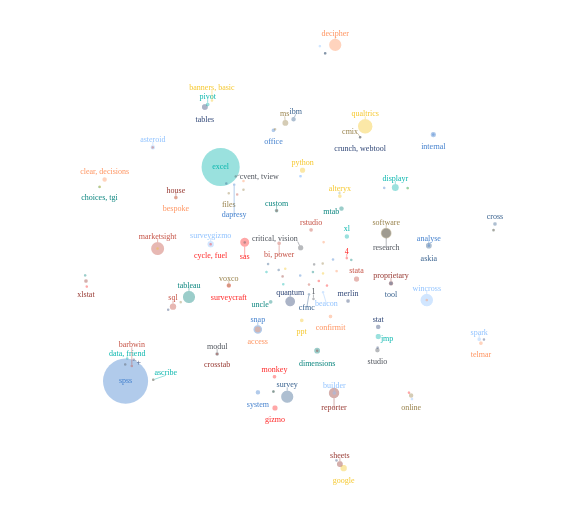 decipher
banners, basic
pivot
tables
ms
ibm
office
qualtrics
cmix
crunch, webtool
internal
asteroid
clear, decisions
choices, tgi
excel
cvent, tview
house
bespoke
files
dapresy
python
alteryx
mtab
custom
displayr
cross
rstudio
xl
software
research
analyse
askia
marketsight
surveygizmo
cycle, fuel
sas
critical, vision
bi, power
4
stata
proprietary
tool
wincross
xlstat
tableau
sql
voxco
surveycraft
uncle
quantum
1
cfmc
beacon
merlin
snap
access
ppt
confirmit
stat
jmp
studio
spark
telmar
barbwin
data, friend
spss
ascribe
modul
crosstab
dimensions
monkey
system
survey
gizmo
builder
reporter
online
sheets
google